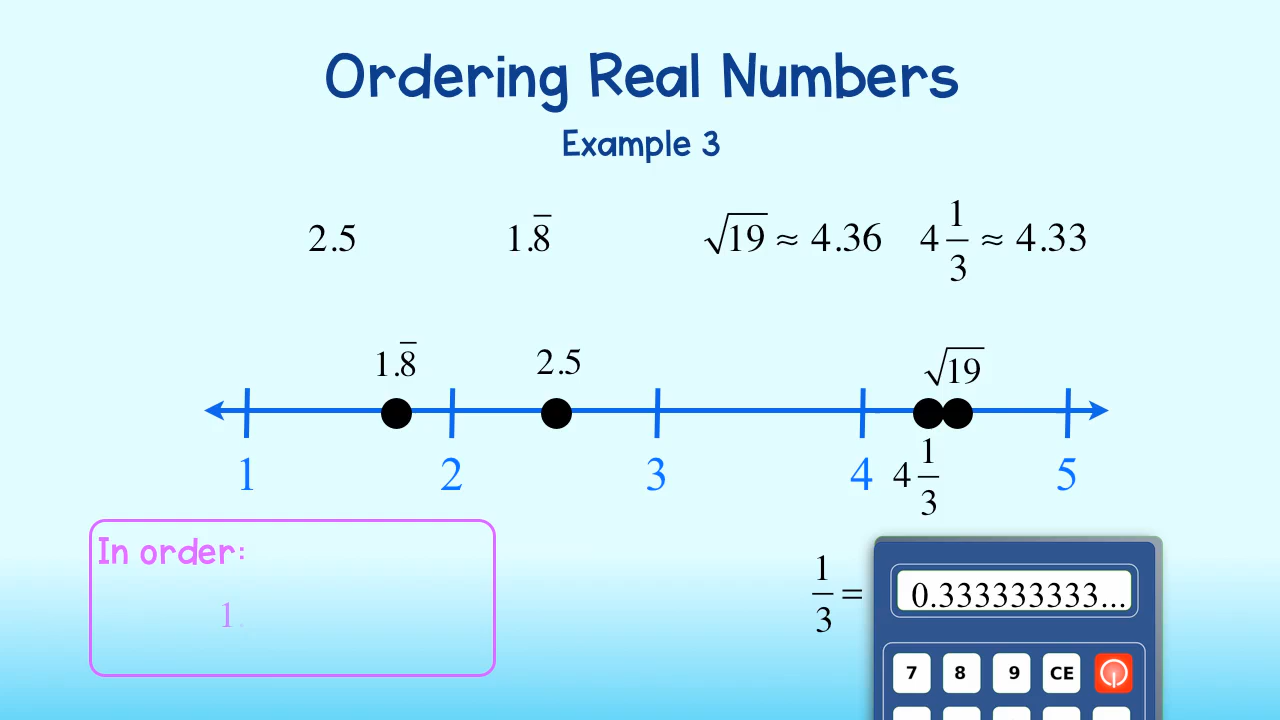 Ordering Real Numbers
Example 3
2.5 1.8̅ √19 ≈ 4.36 4 1/3 ≈ 4.33
1.8̅ 2.5 √19
1 2 3 4 5
4 1/3
In order:
1.
1/3 = 0.333333333...
7 8 9 CE